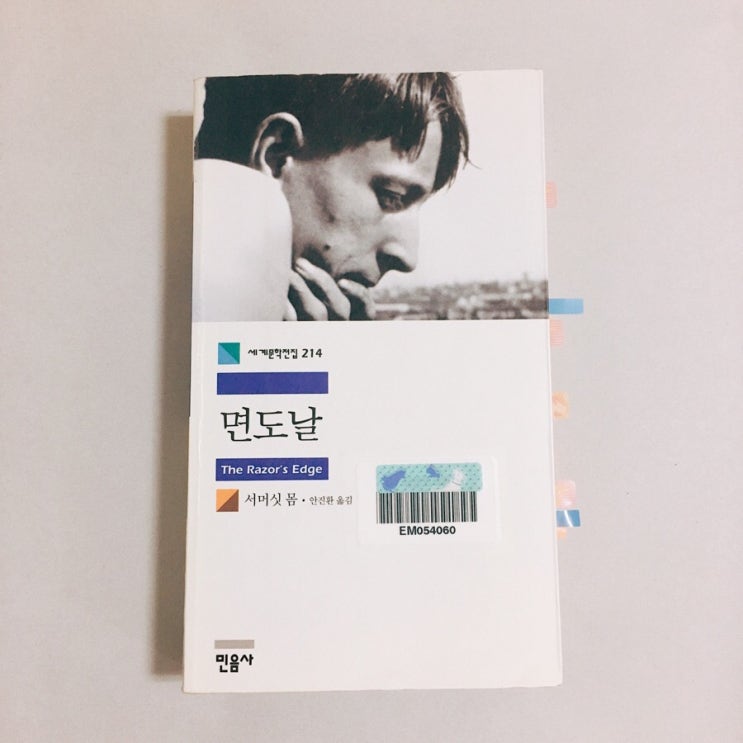 세계문학전집 214
면도날
The Razor's Edge
서머싯 몸 · 안진환 옮김
EM054060
민음사